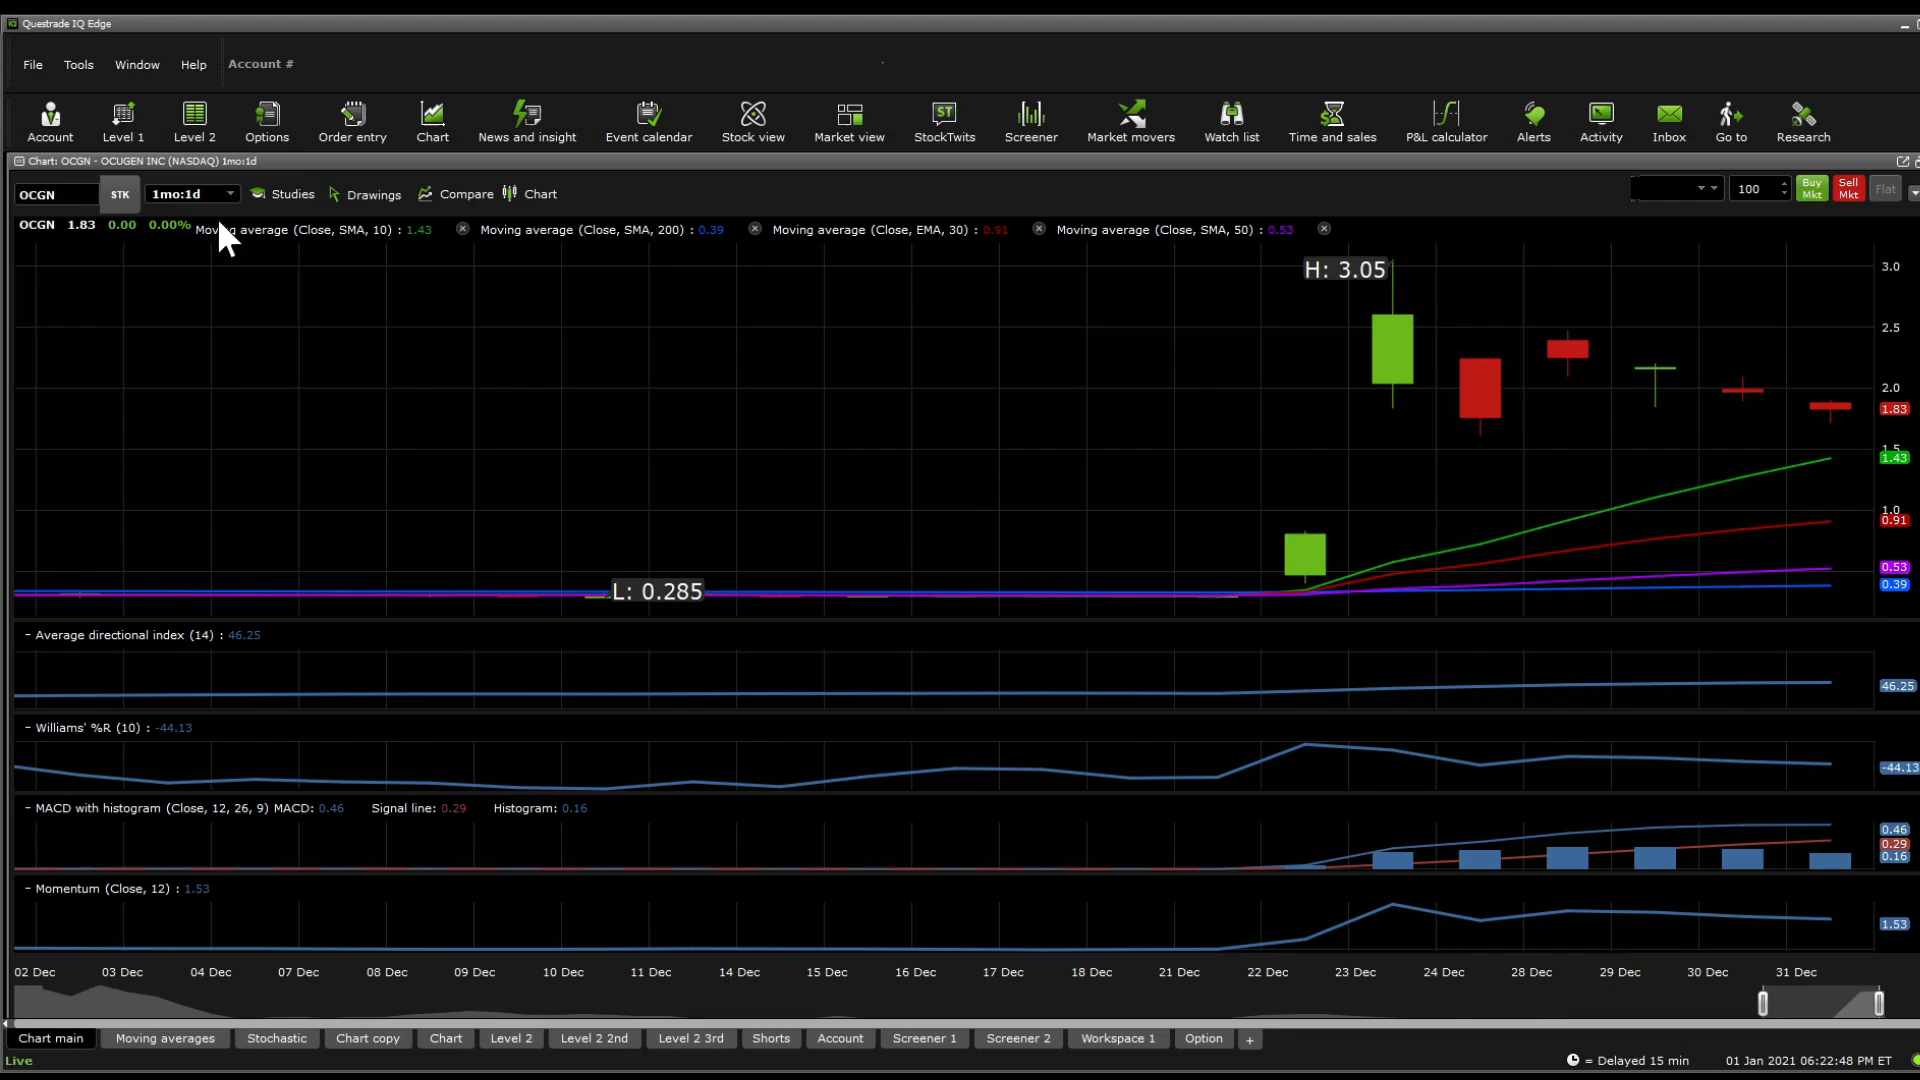 Questrade IQ Edge
File Tools Window Help Account #
Account Level 1 Level 2 Options Order entry Chart News and insight Event calendar Stock view Market view StockTwits Screener Market movers Watch list Time and sales P&L calculator Alerts Activity Inbox Go to Research
Chart: OCGN - OCUGEN INC (NASDAQ) 1mo:1d
OCGN STK 1mo:1d Studies Drawings Compare Chart 100 Buy Mkt Sell Mkt Flat
OCGN 1.83 0.00 0.00% Moving average (Close, SMA, 10) : 1.43 Moving average (Close, SMA, 200) : 0.39 Moving average (Close, EMA, 30) : 0.91 Moving average (Close, SMA, 50) : 0.53
H: 3.05
3.0
2.5
2.0
1.83
1.5
1.43
1.0
0.91
0.53
0.39
L: 0.285
- Average directional index (14) : 46.25
46.25
- Williams' %R (10) : -44.13
-44.13
- MACD with histogram (Close, 12, 26, 9) MACD: 0.46 Signal line: 0.29 Histogram: 0.16
0.46
0.29
0.16
- Momentum (Close, 12) : 1.53
1.53
02 Dec 03 Dec 04 Dec 07 Dec 08 Dec 09 Dec 10 Dec 11 Dec 14 Dec 15 Dec 16 Dec 17 Dec 18 Dec 21 Dec 22 Dec 23 Dec 24 Dec 28 Dec 29 Dec 30 Dec 31 Dec
Chart main Moving averages Stochastic Chart copy Chart Level 2 Level 2 2nd Level 2 3rd Shorts Account Screener 1 Screener 2 Workspace 1 Option +
Live = Delayed 15 min 01 Jan 2021 06:22:48 PM ET